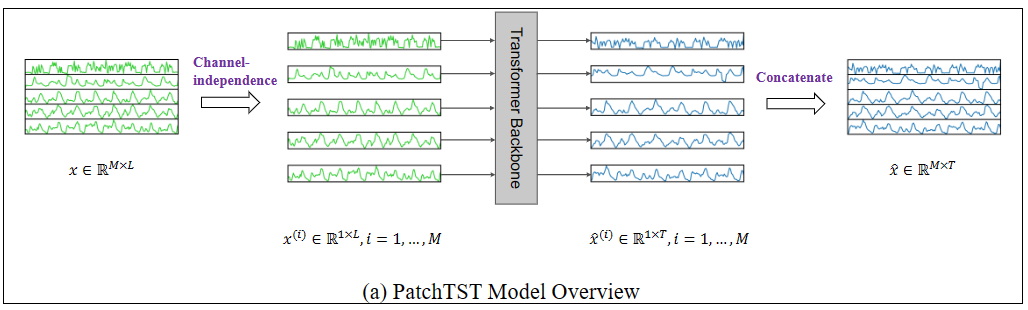 Channel-
independence
Transformer Backbone
Concatenate
x ∈ ℝ^{M×L}
x^{(i)} ∈ ℝ^{1×L}, i = 1, ..., M
x̂^{(i)} ∈ ℝ^{1×T}, i = 1, ..., M
x̂ ∈ ℝ^{M×T}
(a) PatchTST Model Overview